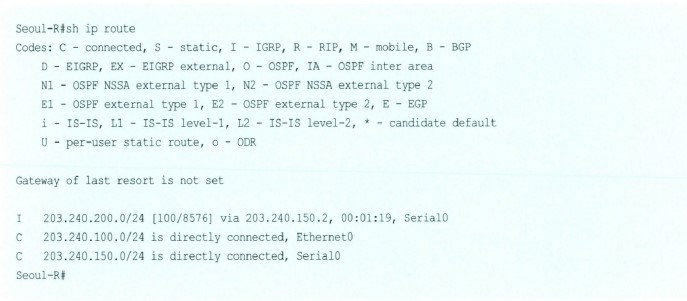 Seoul-R#sh ip route
Codes: C - connected, S - static, I - IGRP, R - RIP, M - mobile, B - BGP
D - EIGRP, EX - EIGRP external, O - OSPF, IA - OSPF inter area
N1 - OSPF NSSA external type 1, N2 - OSPF NSSA external type 2
E1 - OSPF external type 1, E2 - OSPF external type 2, E - EGP
i - IS-IS, L1 - IS-IS level-1, L2 - IS-IS level-2, * - candidate default
U - per-user static route, o - ODR
Gateway of last resort is not set
I 203.240.200.0/24 [100/8576] via 203.240.150.2, 00:01:19, Serial0
C 203.240.100.0/24 is directly connected, Ethernet0
C 203.240.150.0/24 is directly connected, Serial0
Seoul-R#